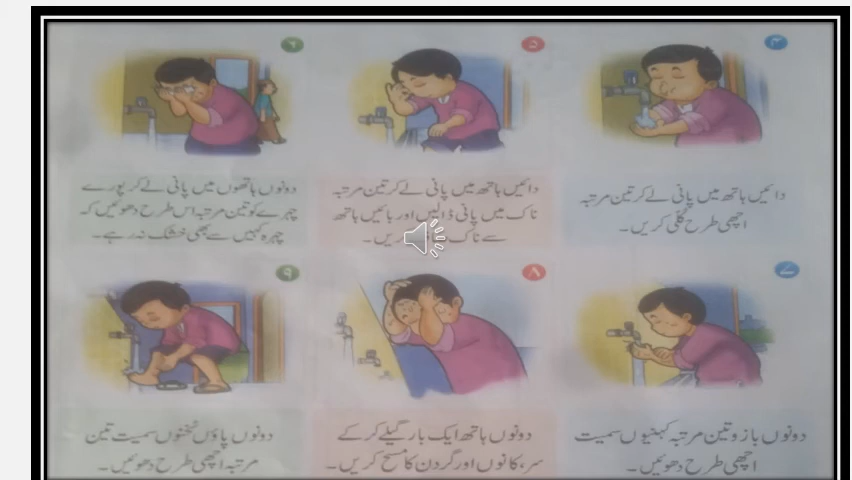 ۴
دائیں ہاتھ میں پانی لے کر تین مرتبہ
اچھی طرح کلی کریں۔
۵
دائیں ہاتھ میں پانی لے کر تین مرتبہ
ناک میں پانی ڈالیں اور بائیں ہاتھ
سے ناک
۶
دونوں ہاتھوں میں پانی لے کر پورے
چہرے کو تین مرتبہ اس طرح دھوئیں کہ
چہرہ کہیں سے بھی خشک نہ رہے۔
۷
دونوں بازو تین مرتبہ کہنیوں سمیت
اچھی طرح دھوئیں۔
۸
دونوں ہاتھ ایک بار گیلے کر کے
سر، کانوں اور گردن کا مسح کریں۔
۹
دونوں پاؤں ٹخنوں سمیت تین
مرتبہ اچھی طرح دھوئیں۔